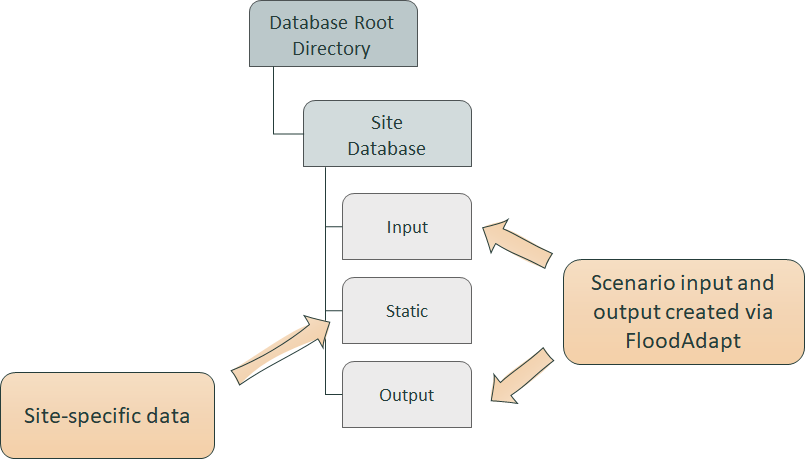 Database Root
Directory
Site
Database
Input
Static
Output
Scenario input and
output created via
FloodAdapt
Site-specific data